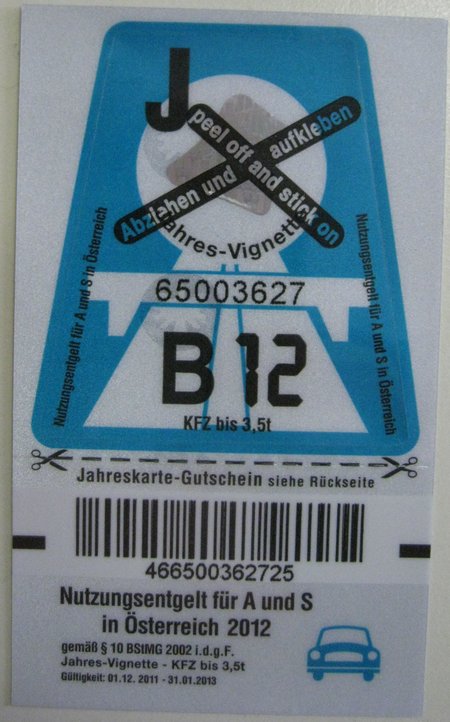 J
peel off and stick on
Abziehen und aufkleben
Jahres-Vignette
65003627
B 12
KFZ bis 3,5t
Nutzungsentgelt für A und S in Österreich
Nutzungsentgelt für A und S in Österreich
Jahreskarte-Gutschein siehe Rückseite
466500362725
Nutzungsentgelt für A und S
in Österreich 2012
gemäß § 10 BStMG 2002 i.d.g.F.
Jahres-Vignette - KFZ bis 3,5t
Gültigkeit: 01.12. 2011 - 31.01.2013